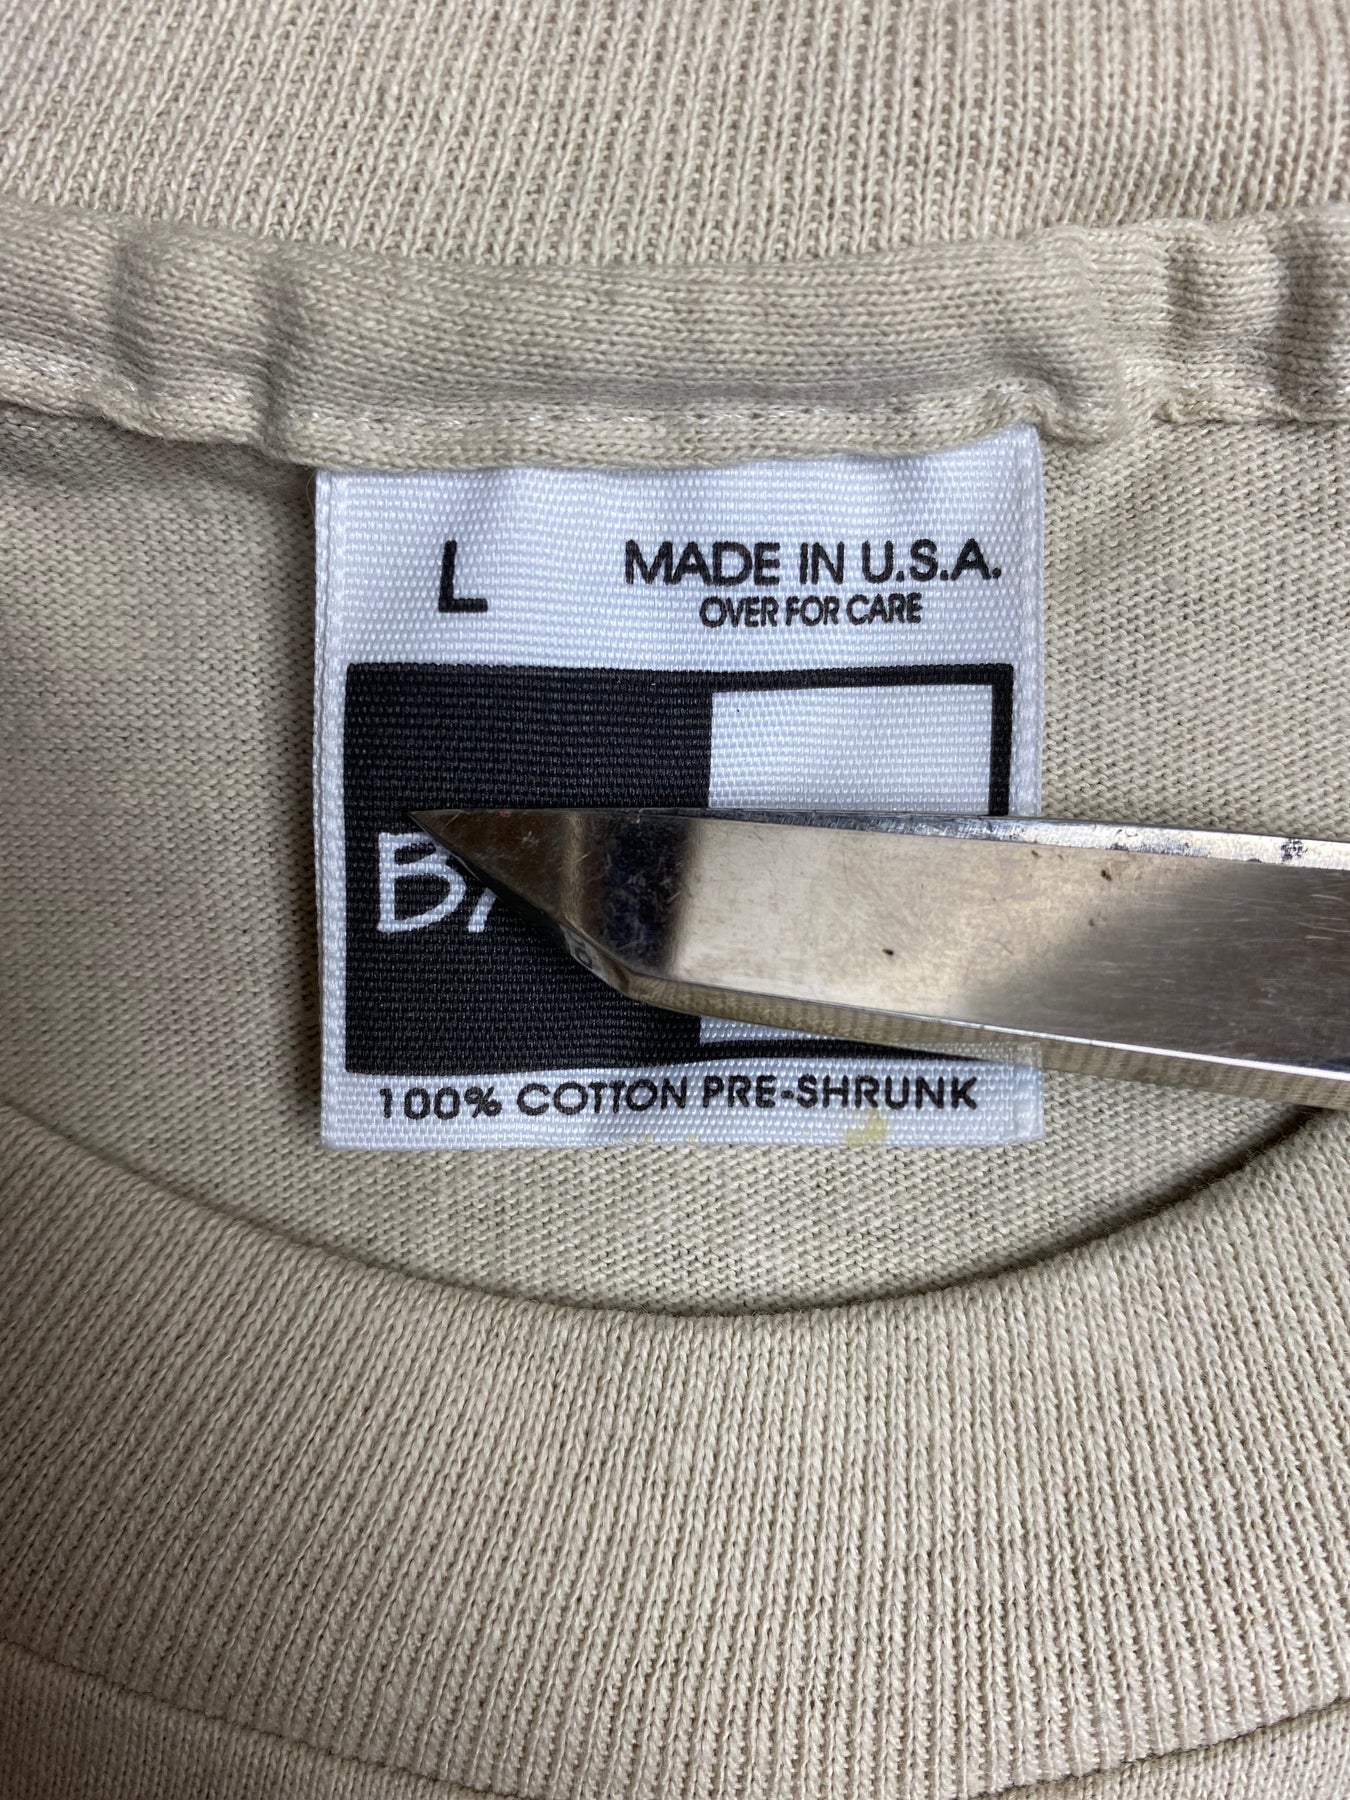 L
MADE IN U.S.A.
OVER FOR CARE
100% COTTON PRE-SHRUNK